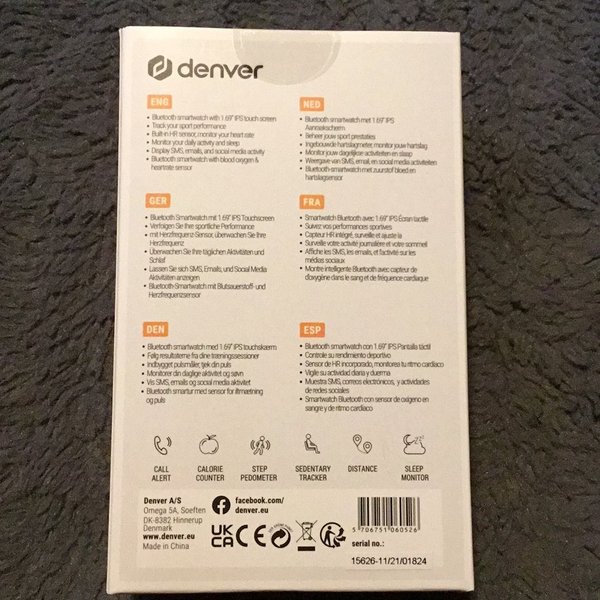 denver
ENG
• Bluetooth smartwatch with 1.69" IPS touch screen
• Track your sport performance
• Built-in HR sensor, monitor your heart rate
• Monitor your daily activity and sleep
• Display SMS, emails, and social media activity
• Bluetooth smartwatch with blood oxygen &
heartrate sensor
NED
• Bluetooth smartwatch met 1.69" IPS
Aanraakscherm
• Beheer jouw sport prestaties
• Ingebouwde hartslagmeter, monitor jouw hartslag
• Monitor jouw dagelijkse activiteiten en slaap
• Weergave van SMS, email, en social media activiteiten
• Bluetooth-smartwatch met zuurstof bloed en
hartslagsensor
GER
• Bluetooth Smartwatch mit 1.69" IPS Touchscreen
• Verfolgen Sie Ihre sportliche Performance
• mit Herzfrequenz-Sensor, überwachen Sie Ihre
Herzfrequenz
• Überwachen Sie Ihre täglichen Aktivitäten und
Schlaf
• Lassen Sie sich SMS, Emails, und Social Media
Aktivitäten anzeigen
• Bluetooth-Smartwatch mit Blutsauerstoff- und
Herzfrequenzsensor
FRA
• Smartwatch Bluetooth avec 1.69" IPS Écran tactile
• Suivez vos performances sportives
• Capteur HR intégré, surveille et ajuste la
• Surveille votre activité journalière et votre sommeil
• Affiche les SMS, les emails, et l'activité sur les
médias sociaux
• Montre intelligente Bluetooth avec capteur de
d'oxygène dans le sang et de fréquence cardiaque
DEN
• Bluetooth smartwatch med 1.69" IPS touchskærm
• Følg resultaterne fra dine træningssessioner
• Indbygget pulsmåler, tjek din puls
• Monitorer din daglige aktivitet og søvn
• Vis SMS, emails og social media aktivitet
• Bluetooth smartur med sensor for iltmætning
og puls
ESP
• Bluetooth smartwatch con 1.69" IPS Pantalla táctil
• Controle su rendimiento deportivo
• Sensor de HR incorporado, monitorea tu ritmo cardíaco
• Vigile su actividad diaria y duerma
• Muestra SMS, correos electrónicos, y actividades
de redes sociales
• Smartwatch Bluetooth con sensor de oxígeno en
sangre y de ritmo cardíaco
CALL
ALERT
CALORIE
COUNTER
STEP
PEDOMETER
SEDENTARY
TRACKER
DISTANCE
SLEEP
MONITOR
Denver A/S
Omega 5A, Soeften
DK-8382 Hinnerup
Denmark
www.denver.eu
Made in China
facebook.com/
denver.eu
UK
CA
CE
5 706751 060526
serial no.:
15626-11/21/01824